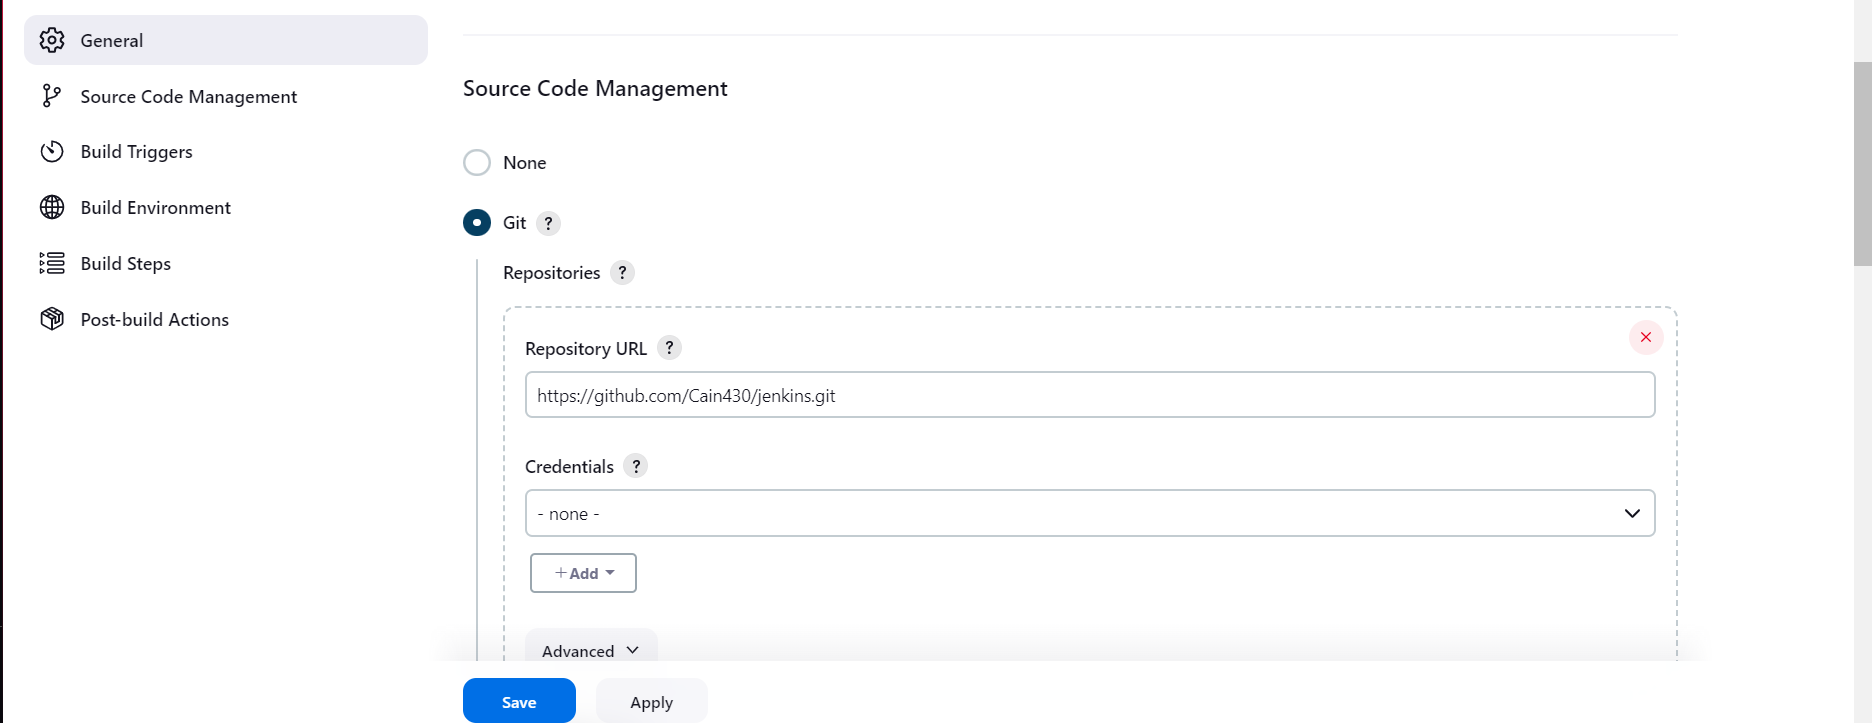 General
Source Code Management
Build Triggers
Build Environment
Build Steps
Post-build Actions
Source Code Management
None
Git ?
Repositories ?
Repository URL ?
https://github.com/Cain430/jenkins.git
Credentials ?
- none -
+ Add
Advanced
Save Apply